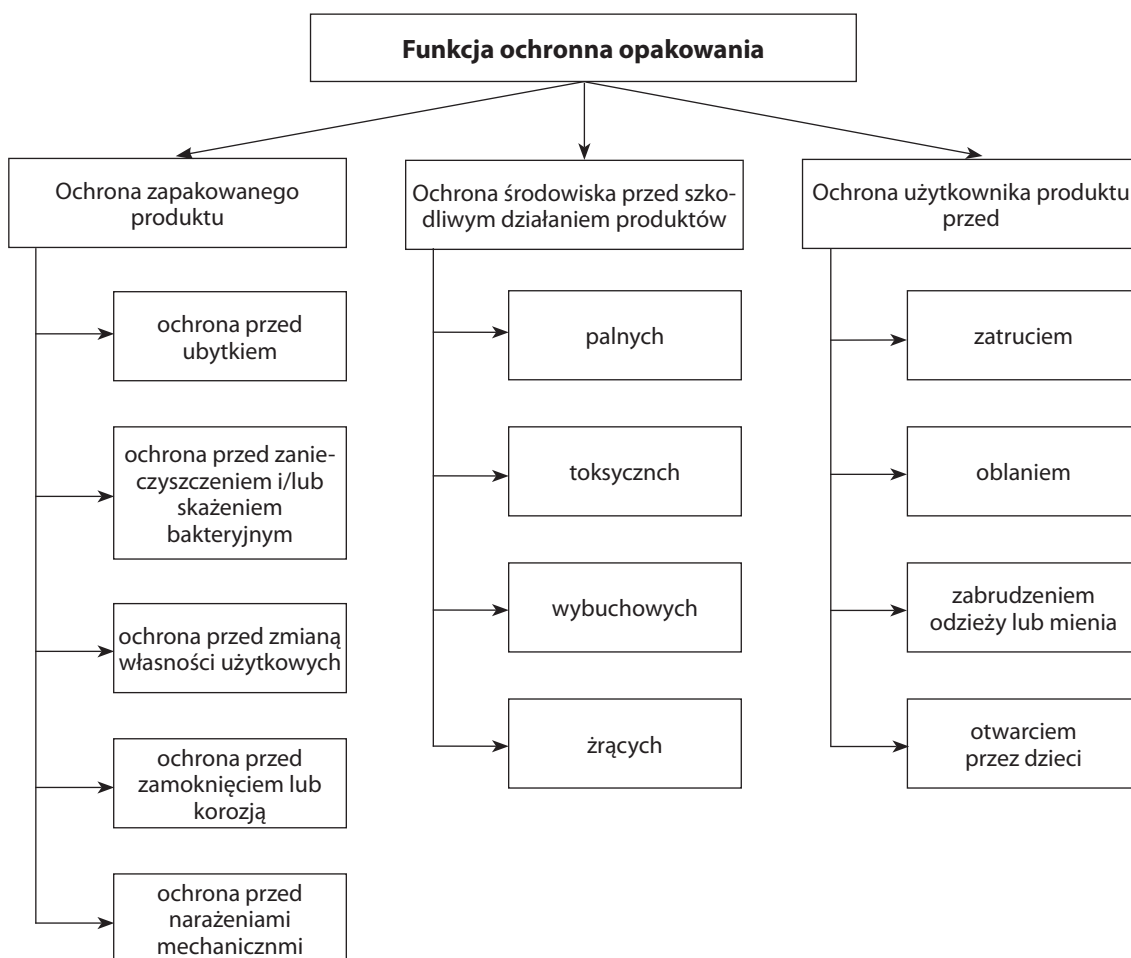 Funkcja ochronna opakowania
Ochrona zapakowanego
produktu
ochrona przed
ubytkiem
ochrona przed zanie-
czyszczeniem i/lub
skażeniem
bakteryjnym
ochrona przed zmianą
własności użytkowych
ochrona przed
zamoknięciem lub
korozją
ochrona przed
narażeniami
mechanicznmi
Ochrona środowiska przed szko-
dliwym działaniem produktów
palnych
toksycznch
wybuchowych
żrących
Ochrona użytkownika produktu
przed
zatruciem
oblaniem
zabrudzeniem
odzieży lub mienia
otwarciem
przez dzieci